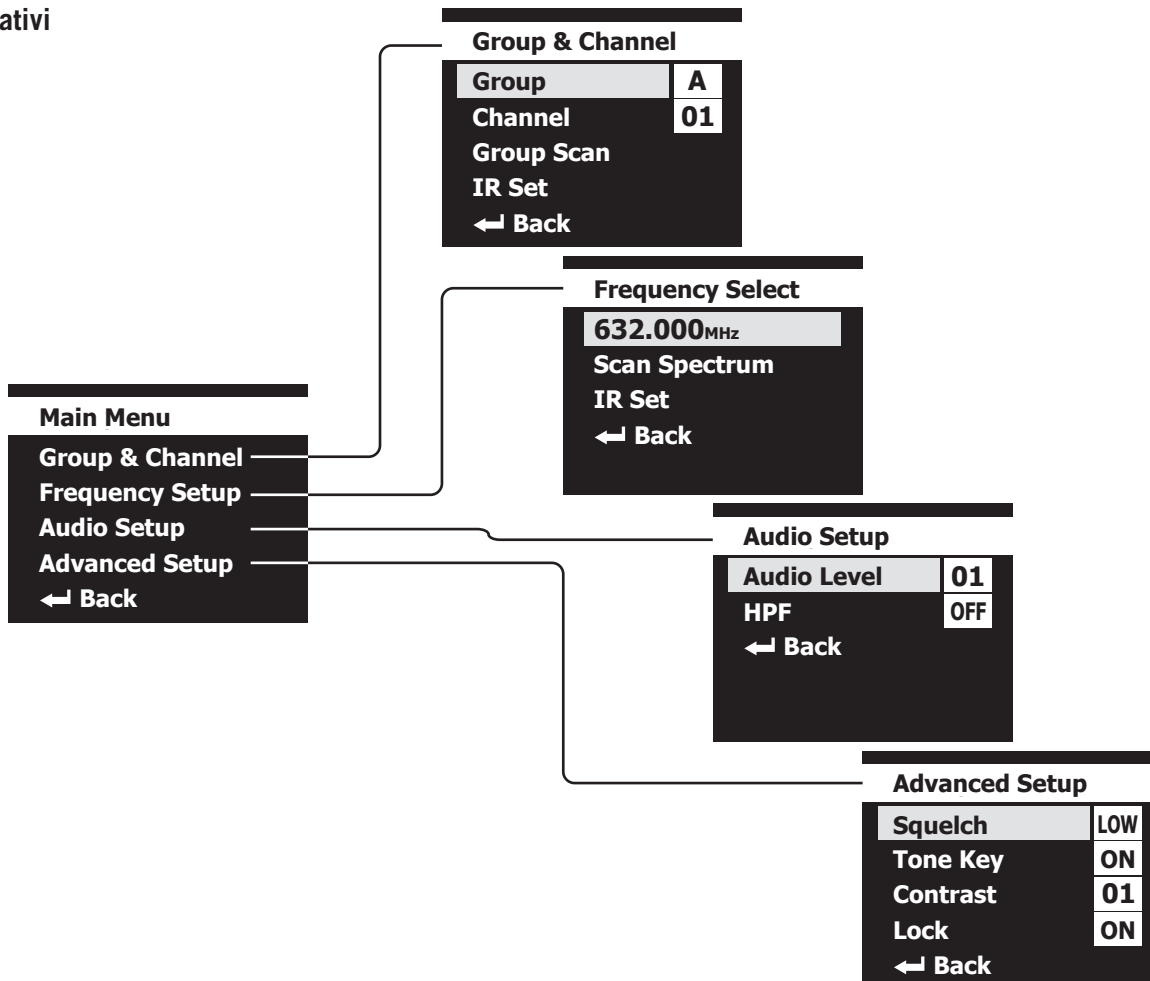 ativi
Group & Channel
Group A
Channel 01
Group Scan
IR Set
Back
Frequency Select
632.000MHz
Scan Spectrum
IR Set
Back
Main Menu
Group & Channel
Frequency Setup
Audio Setup
Advanced Setup
Back
Audio Setup
Audio Level 01
HPF OFF
Back
Advanced Setup
Squelch LOW
Tone Key ON
Contrast 01
Lock ON
Back